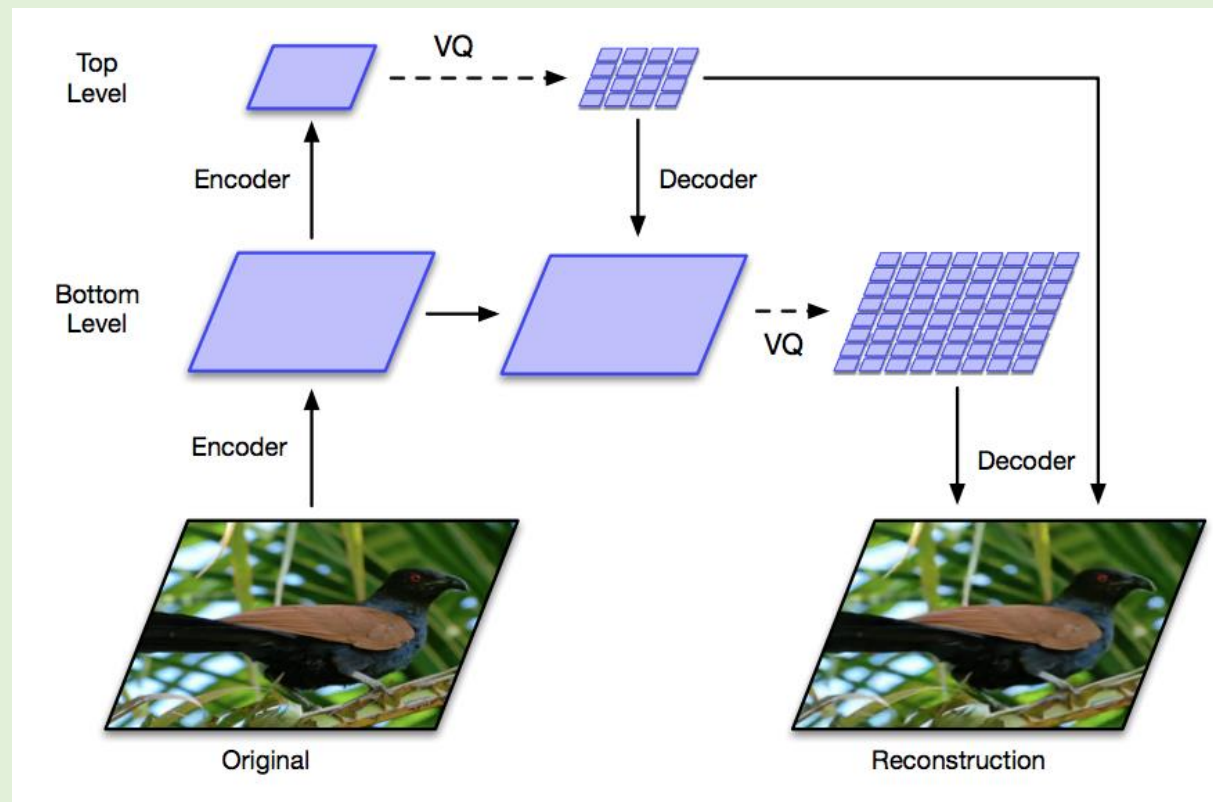 Top
Level
VQ
Encoder
Decoder
Bottom
Level
VQ
Encoder
Decoder
Original
Reconstruction